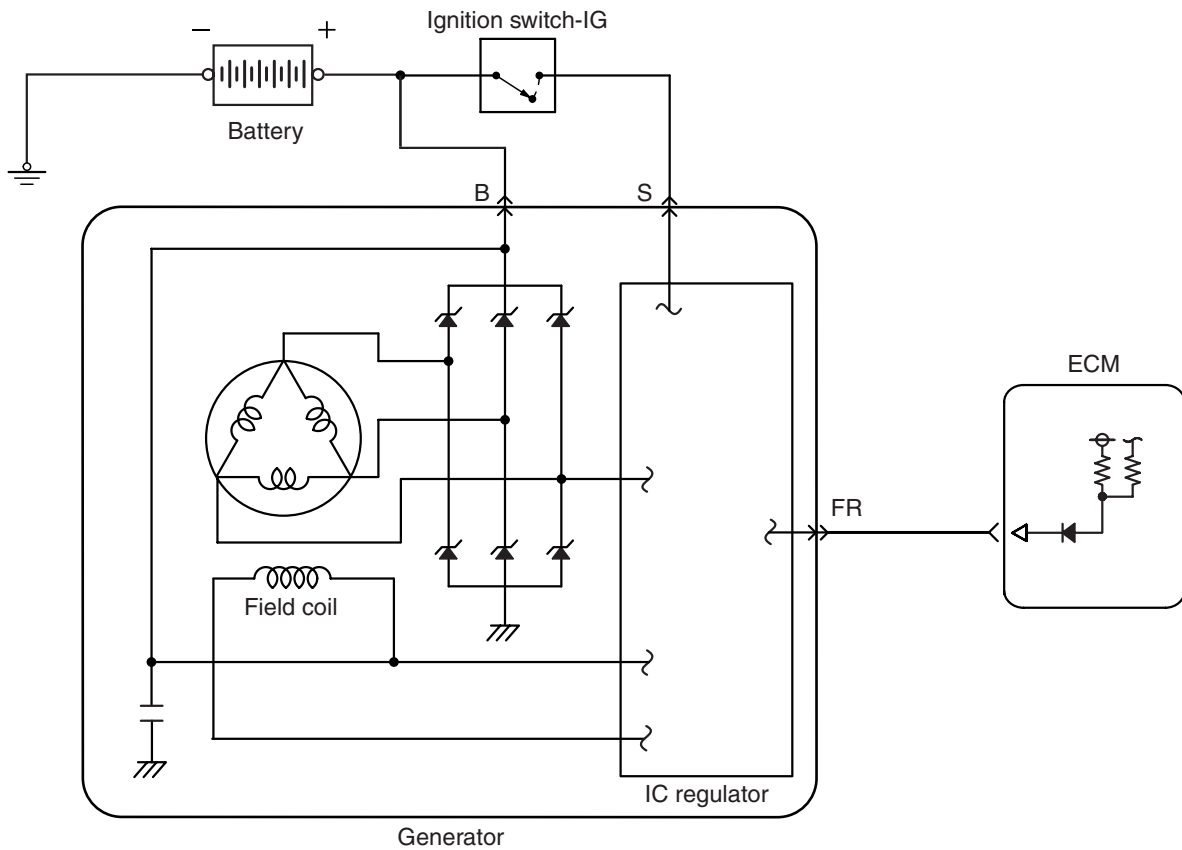 Ignition switch-IG
− +
Battery
B S
ECM
FR
Field coil
IC regulator
Generator